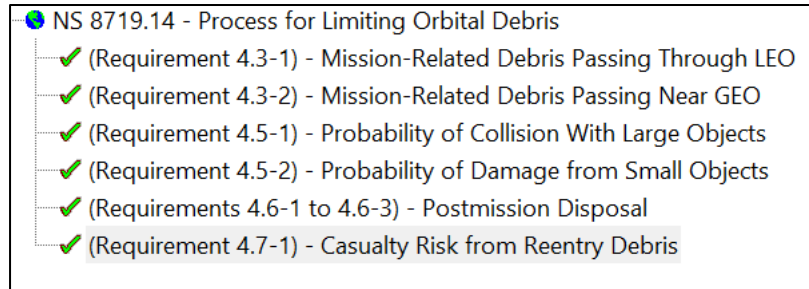 NS 8719.14 - Process for Limiting Orbital Debris
(Requirement 4.3-1) - Mission-Related Debris Passing Through LEO
(Requirement 4.3-2) - Mission-Related Debris Passing Near GEO
(Requirement 4.5-1) - Probability of Collision With Large Objects
(Requirement 4.5-2) - Probability of Damage from Small Objects
(Requirements 4.6-1 to 4.6-3) - Postmission Disposal
(Requirement 4.7-1) - Casualty Risk from Reentry Debris